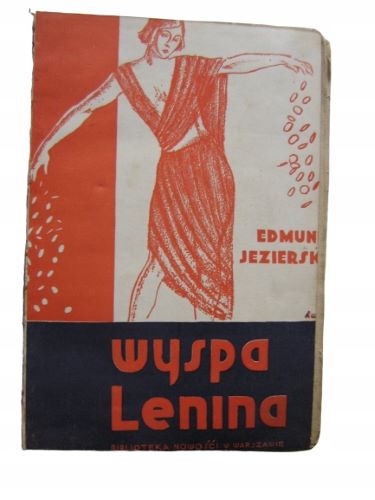 EDMUN
JEZIERSK
wyspa
Lenina
BIBLIOTEKA NOWOŚCI W WARSZAWIE